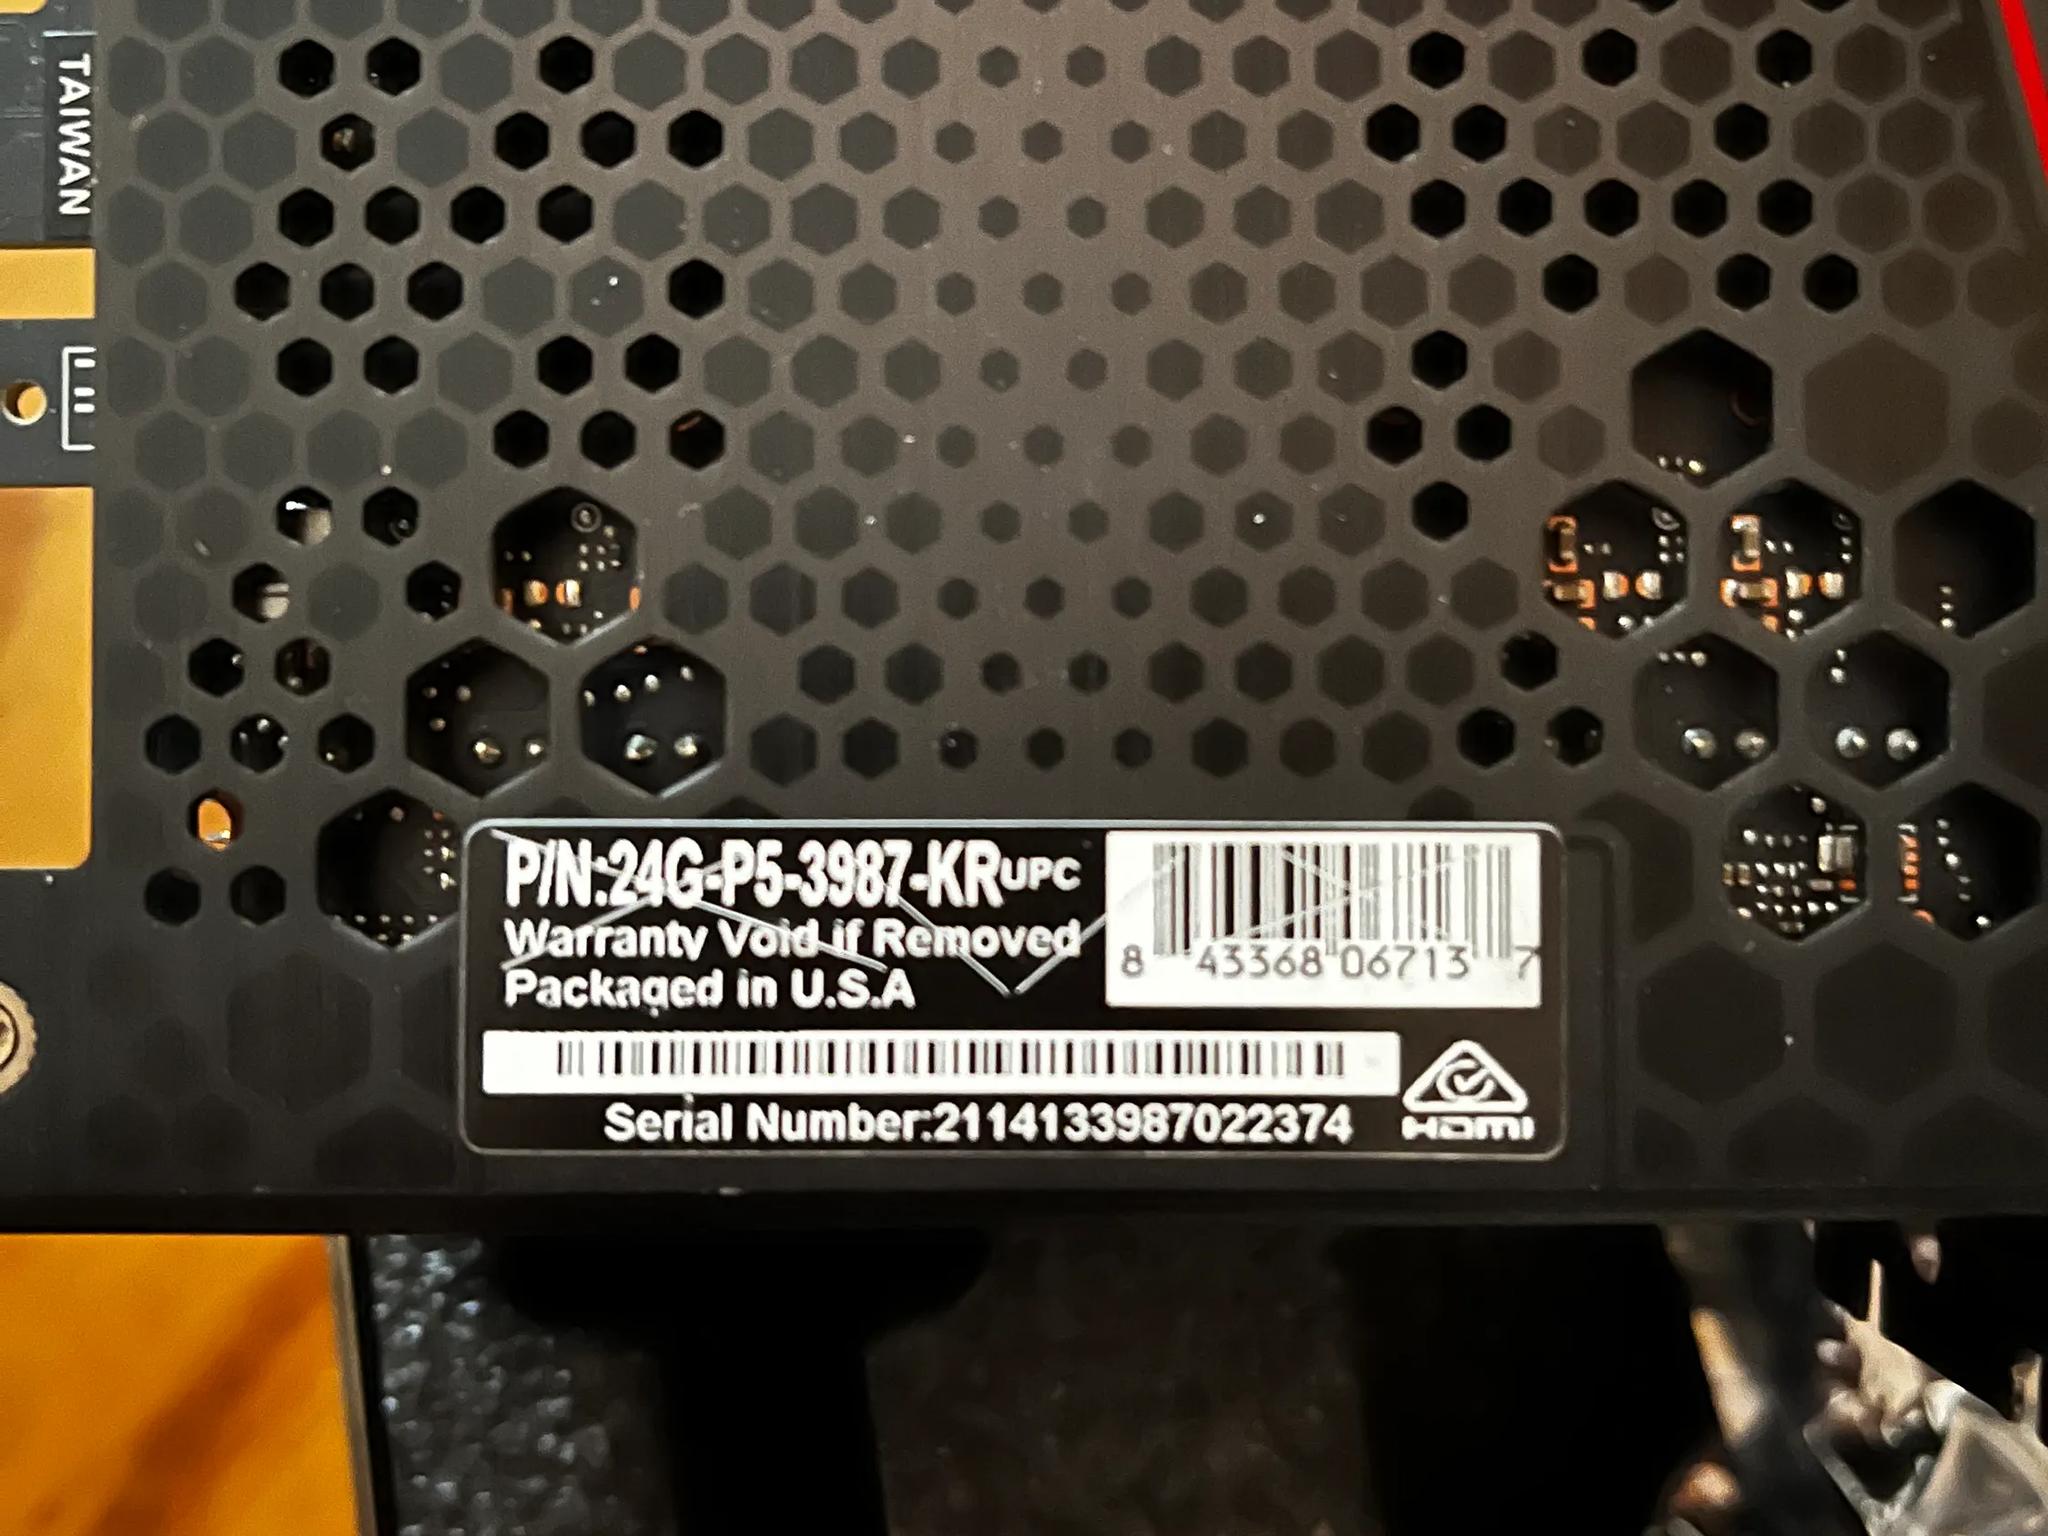 TAIWAN
P/N:24G-P5-3987-KR UPC
Warranty Void if Removed
Packaged in U.S.A
8 43368 06713 7
Serial Number:2114133987022374
HDMI